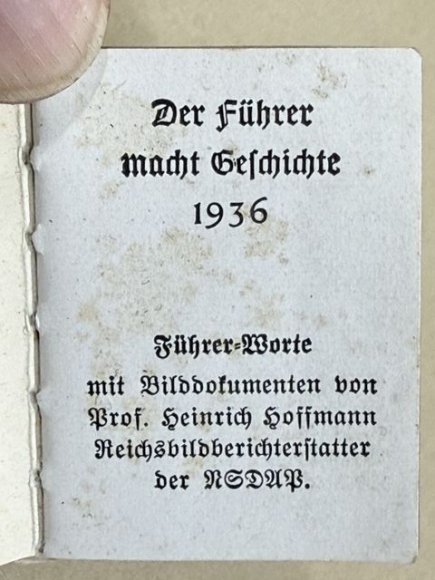 Der Führer
macht Geschichte
1936
Führer-Worte
mit Bilddokumenten von
Prof. Heinrich Hoffmann
Reichsbildberichterstatter
der NSDAP.